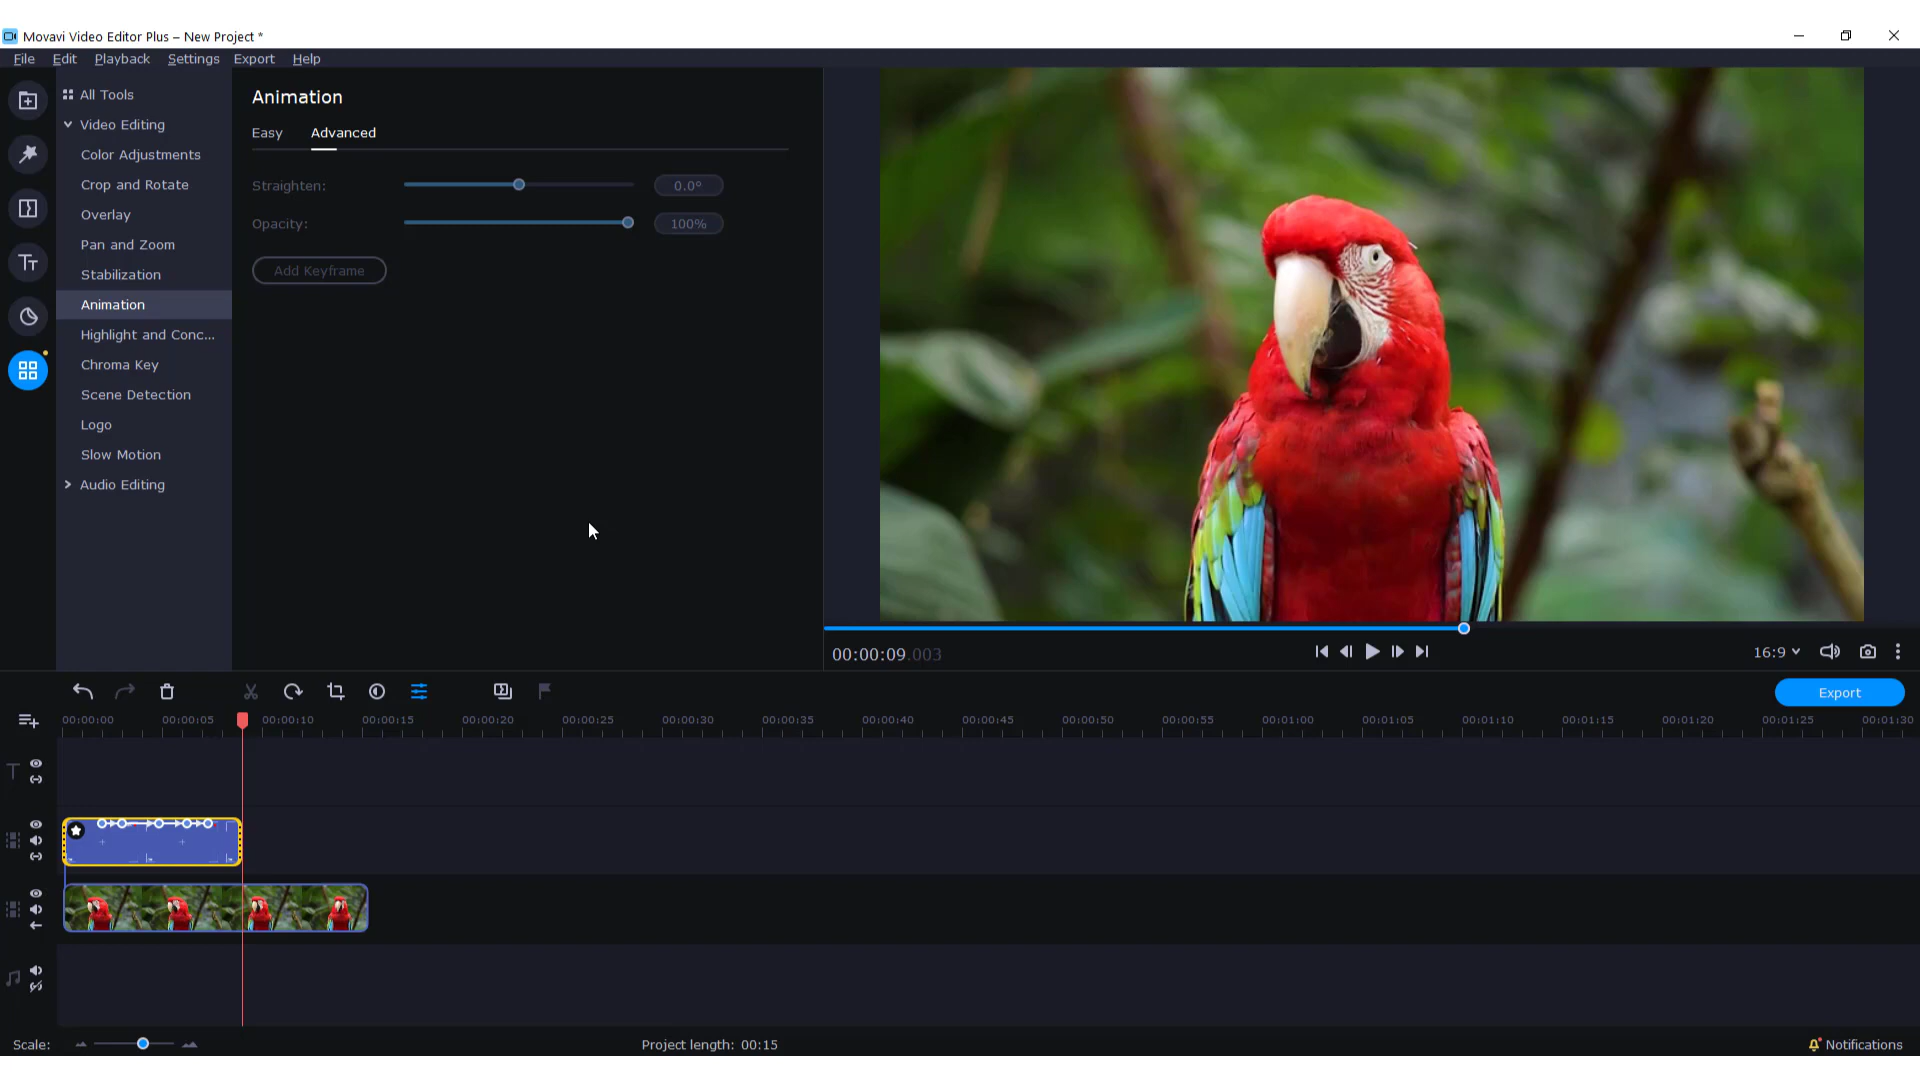 Movavi Video Editor Plus – New Project *
File Edit Playback Settings Export Help
All Tools
Video Editing
Color Adjustments
Crop and Rotate
Overlay
Pan and Zoom
Stabilization
Animation
Highlight and Conc...
Chroma Key
Scene Detection
Logo
Slow Motion
Audio Editing
Animation
Easy Advanced
Straighten: 0.0°
Opacity: 100%
Add Keyframe
00:00:09.003
16:9
Export
00:00:00 00:00:05 00:00:10 00:00:15 00:00:20 00:00:25 00:00:30 00:00:35 00:00:40 00:00:45 00:00:50 00:00:55 00:01:00 00:01:05 00:01:10 00:01:15 00:01:20 00:01:25 00:01:30
Scale:
Project length: 00:15
Notifications